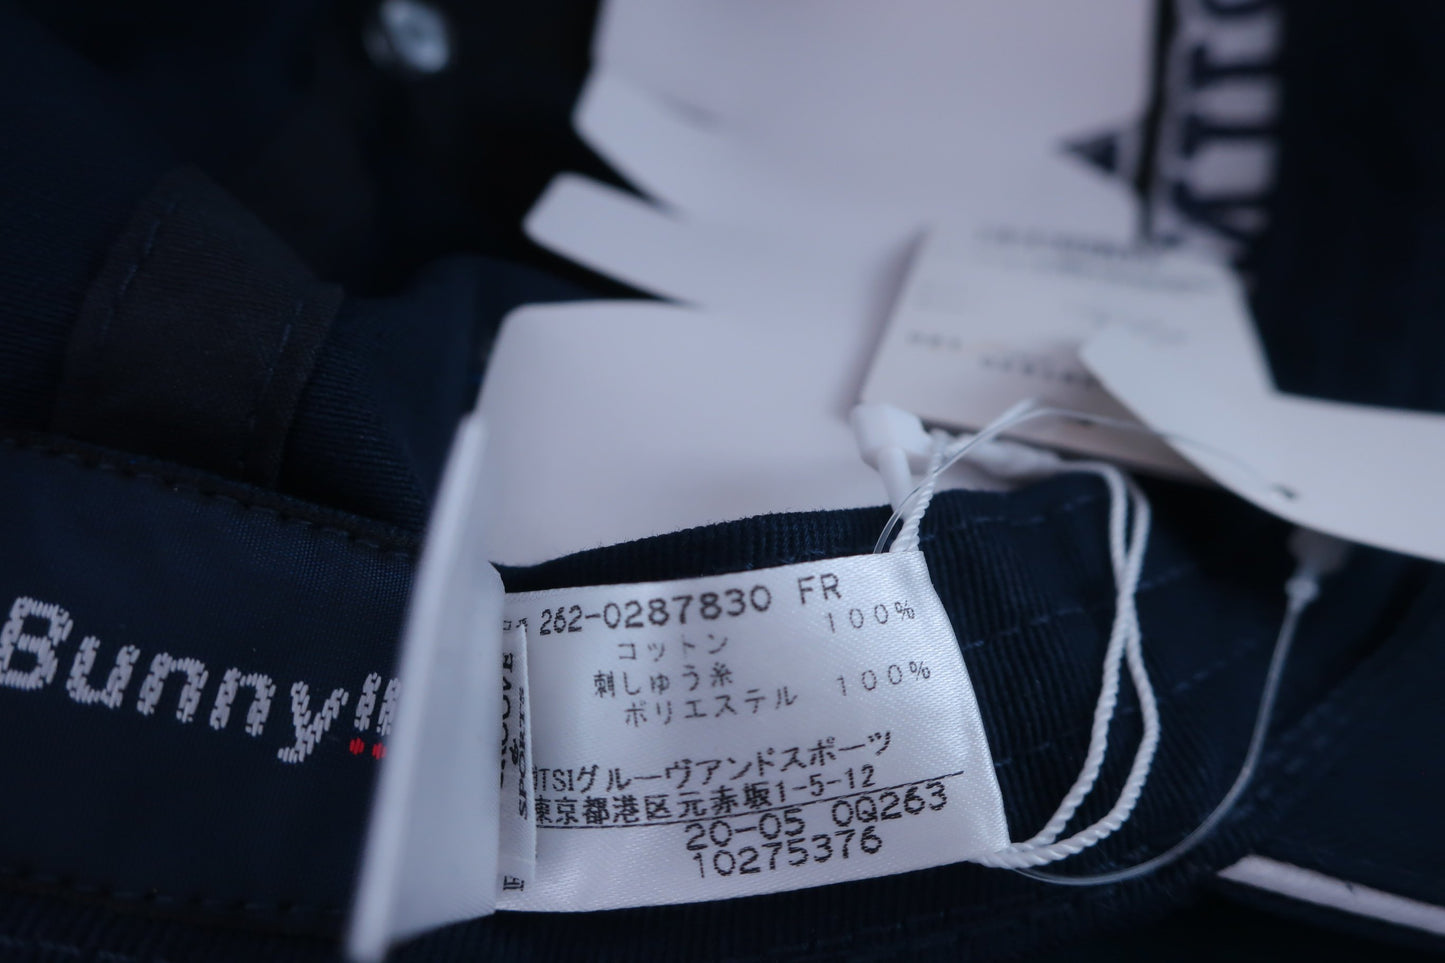 262-0287830 FR
コットン 100%
刺しゅう糸
ポリエステル 100%
TSIグルーヴアンドスポーツ
東京都港区元赤坂1-5-12
20-05 0Q263
10275376
SPORTS
Bunny!!